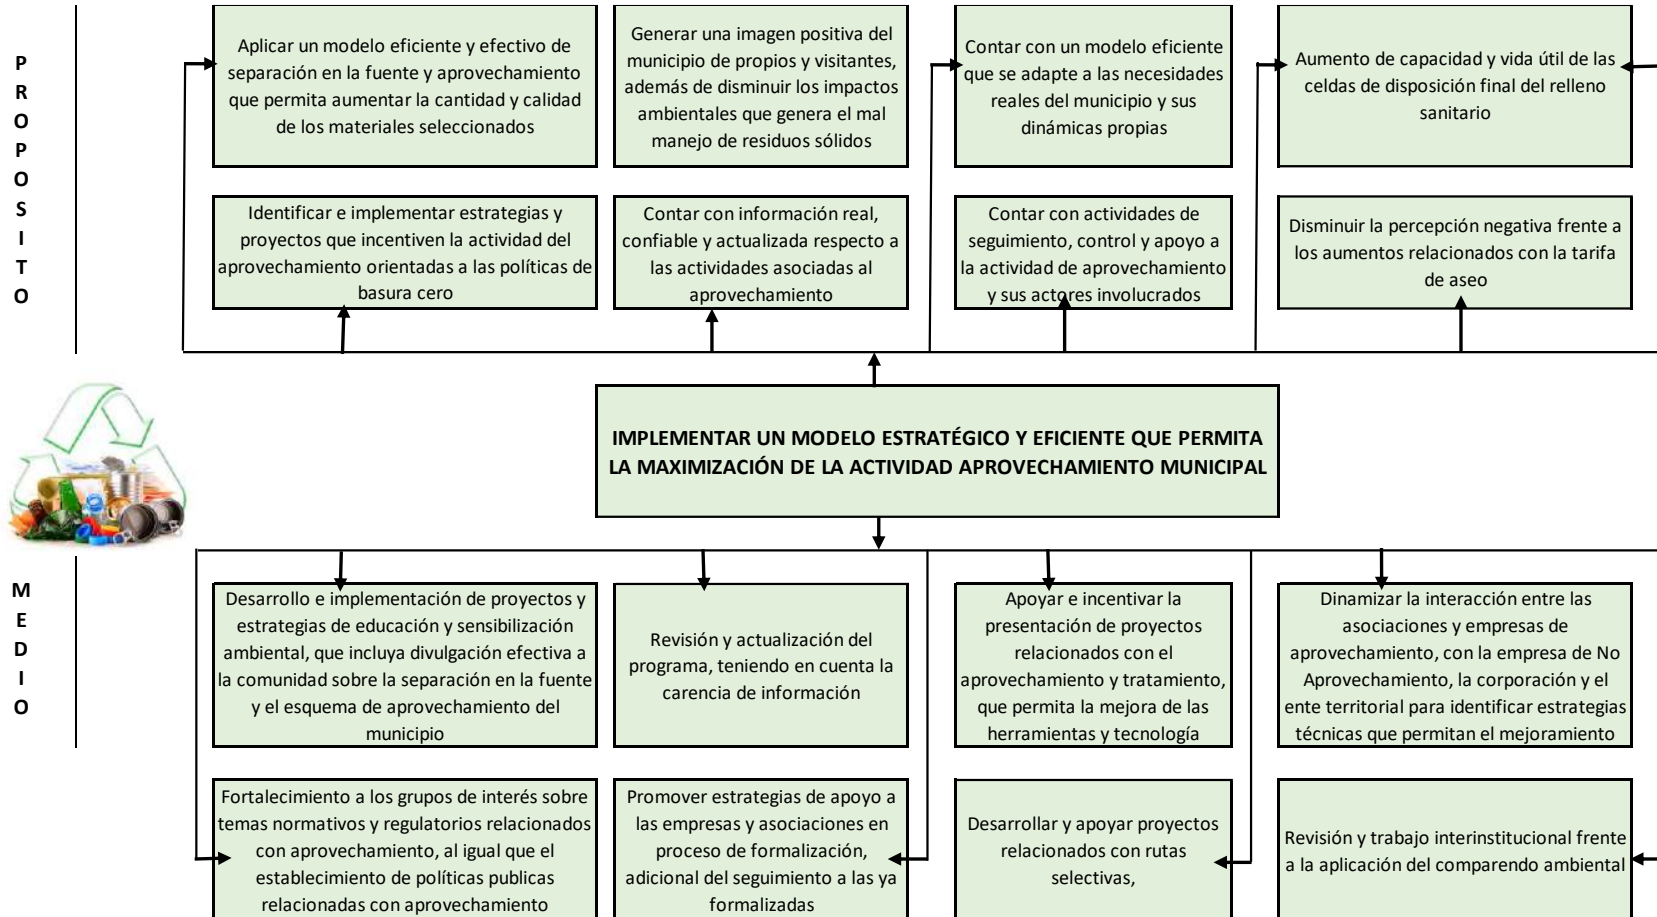 PROPOSITO
Aplicar un modelo eficiente y efectivo de
separación en la fuente y aprovechamiento
que permita aumentar la cantidad y calidad
de los materiales seleccionados
Generar una imagen positiva del
municipio de propios y visitantes,
además de disminuir los impactos
ambientales que genera el mal
manejo de residuos sólidos
Contar con un modelo eficiente
que se adapte a las necesidades
reales del municipio y sus
dinámicas propias
Aumento de capacidad y vida útil de las
celdas de disposición final del relleno
sanitario
Identificar e implementar estrategias y
proyectos que incentiven la actividad del
aprovechamiento orientadas a las políticas de
basura cero
Contar con información real,
confiable y actualizada respecto a
las actividades asociadas al
aprovechamiento
Contar con actividades de
seguimiento, control y apoyo a
la actividad de aprovechamiento
y sus actores involucrados
Disminuir la percepción negativa frente a
los aumentos relacionados con la tarifa
de aseo
IMPLEMENTAR UN MODELO ESTRATÉGICO Y EFICIENTE QUE PERMITA
LA MAXIMIZACIÓN DE LA ACTIVIDAD APROVECHAMIENTO MUNICIPAL
MEDIO
Desarrollo e implementación de proyectos y
estrategias de educación y sensibilización
ambiental, que incluya divulgación efectiva a
la comunidad sobre la separación en la fuente
y el esquema de aprovechamiento del
municipio
Revisión y actualización del
programa, teniendo en cuenta la
carencia de información
Apoyar e incentivar la
presentación de proyectos
relacionados con el
aprovechamiento y tratamiento,
que permita la mejora de las
herramientas y tecnología
Dinamizar la interacción entre las
asociaciones y empresas de
aprovechamiento, con la empresa de No
Aprovechamiento, la corporación y el
ente territorial para identificar estrategias
técnicas que permitan el mejoramiento
Fortalecimiento a los grupos de interés sobre
temas normativos y regulatorios relacionados
con aprovechamiento, al igual que el
establecimiento de políticas publicas
relacionadas con aprovechamiento
Promover estrategias de apoyo a
las empresas y asociaciones en
proceso de formalización,
adicional del seguimiento a las ya
formalizadas
Desarrollar y apoyar proyectos
relacionados con rutas
selectivas,
Revisión y trabajo interinstitucional frente
a la aplicación del comparendo ambiental